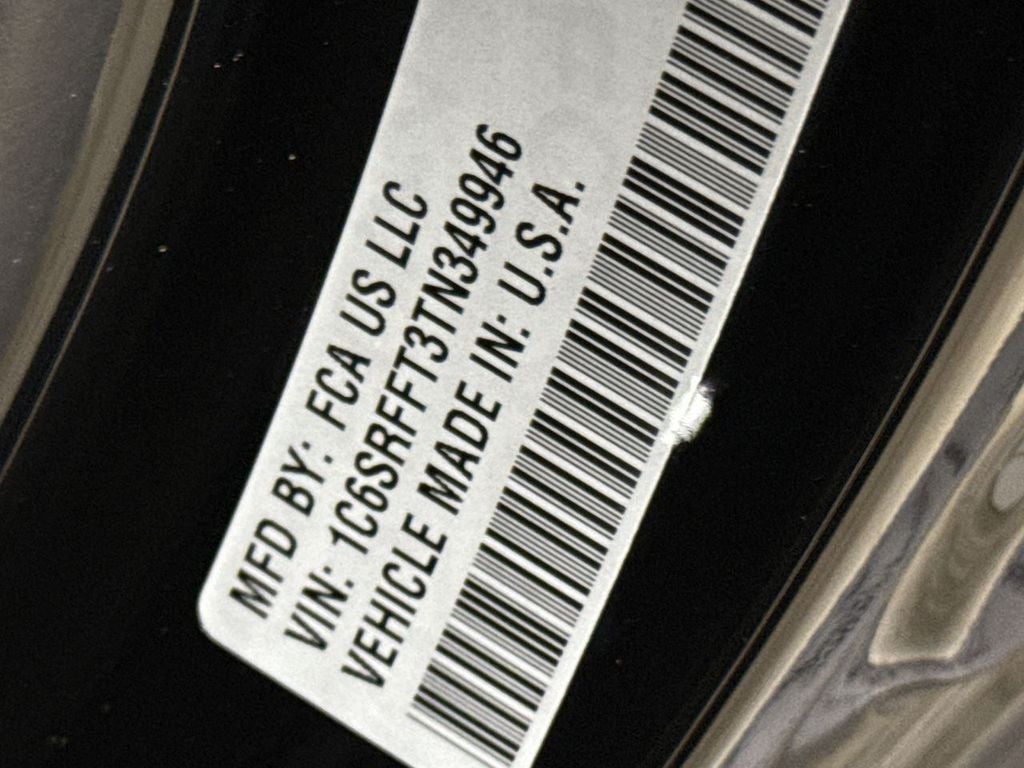 MFD BY: FCA US LLC
VIN: 1C6SRFFT3TN349946
VEHICLE MADE IN: U.S.A.